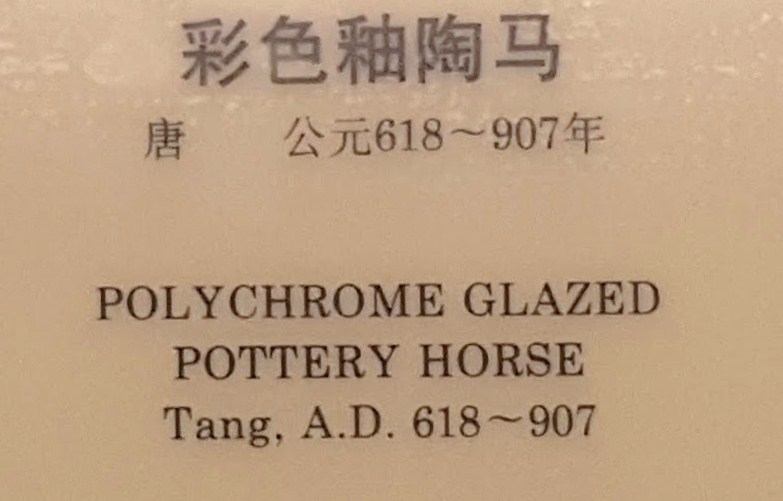 彩色釉陶马
唐 公元618～907年
POLYCHROME GLAZED
POTTERY HORSE
Tang, A.D. 618～907